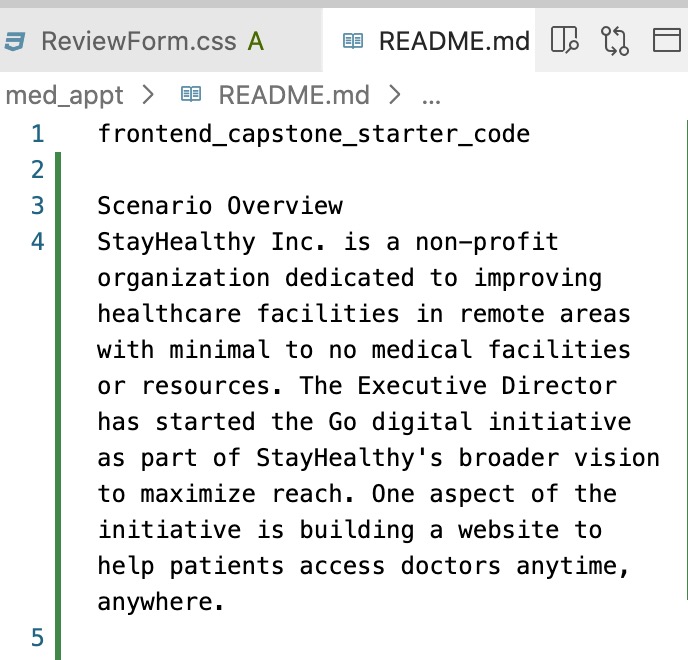 ReviewForm.css A
README.md
med_appt > README.md > ...
1 frontend_capstone_starter_code
2
3 Scenario Overview
4 StayHealthy Inc. is a non-profit
organization dedicated to improving
healthcare facilities in remote areas
with minimal to no medical facilities
or resources. The Executive Director
has started the Go digital initiative
as part of StayHealthy's broader vision
to maximize reach. One aspect of the
initiative is building a website to
help patients access doctors anytime,
anywhere.
5